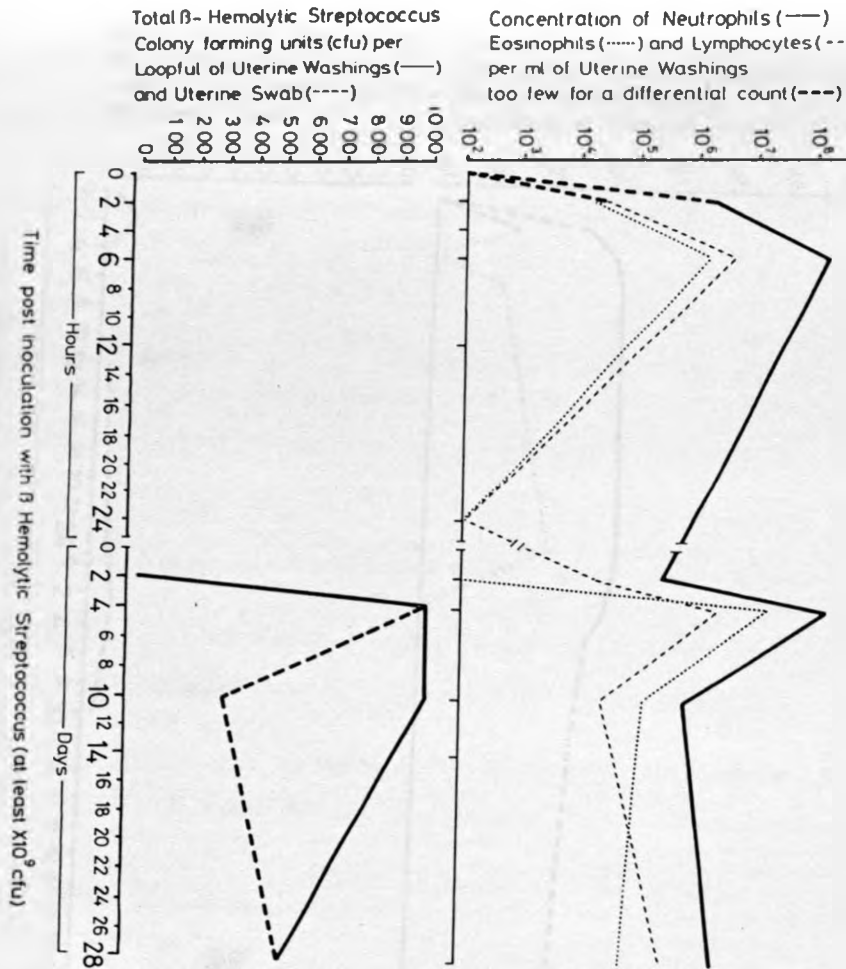 Total β- Hemolytic Streptococcus
Colony forming units (cfu) per
Loopful of Uterine Washings (——)
and Uterine Swab (-----)
Concentration of Neutrophils (——)
Eosinophils (......) and Lymphocytes (--
per ml of Uterine Washings
too few for a differential count (----)
0 100 200 300 400 500 600 700 800 900 1000
10² 10³ 10⁴ 10⁵ 10⁶ 10⁷ 10⁸
0 2 4 6 8 10 12 14 16 18 20 22 24
0 2 4 6 8 10 12 14 16 18 20 22 24 26 28
Hours
Days
Time post inoculation with β Hemolytic Streptococcus (at least X10⁹ cfu)